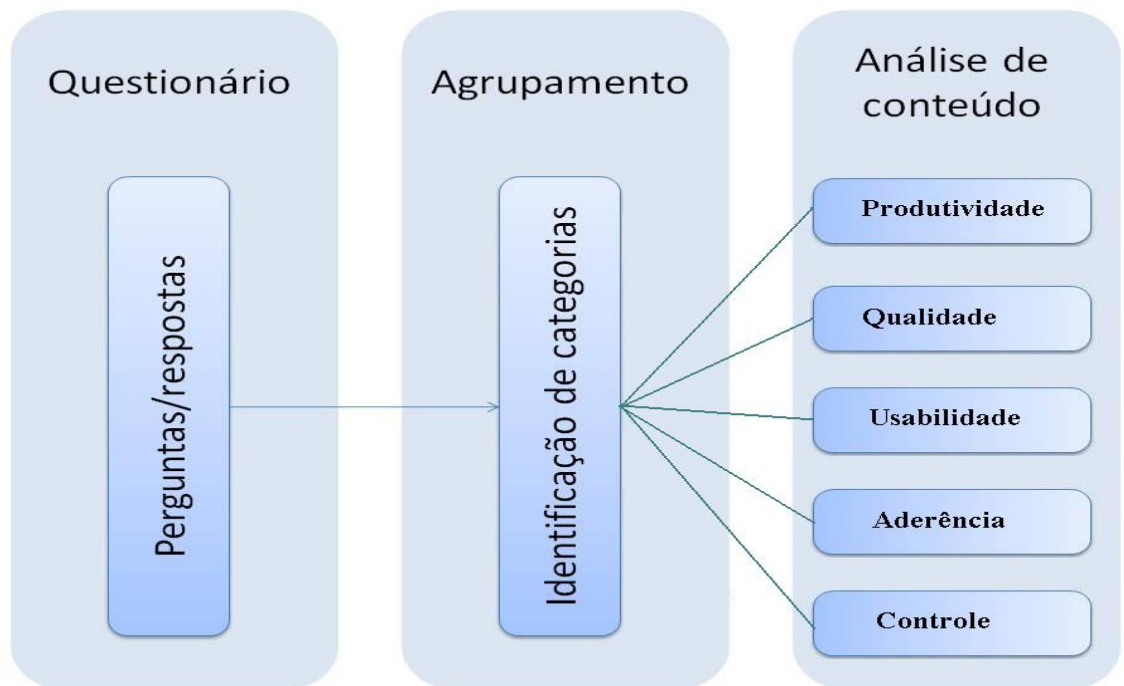 Questionário
Perguntas/respostas
Agrupamento
Identificação de categorias
Análise de
conteúdo
Produtividade
Qualidade
Usabilidade
Aderência
Controle